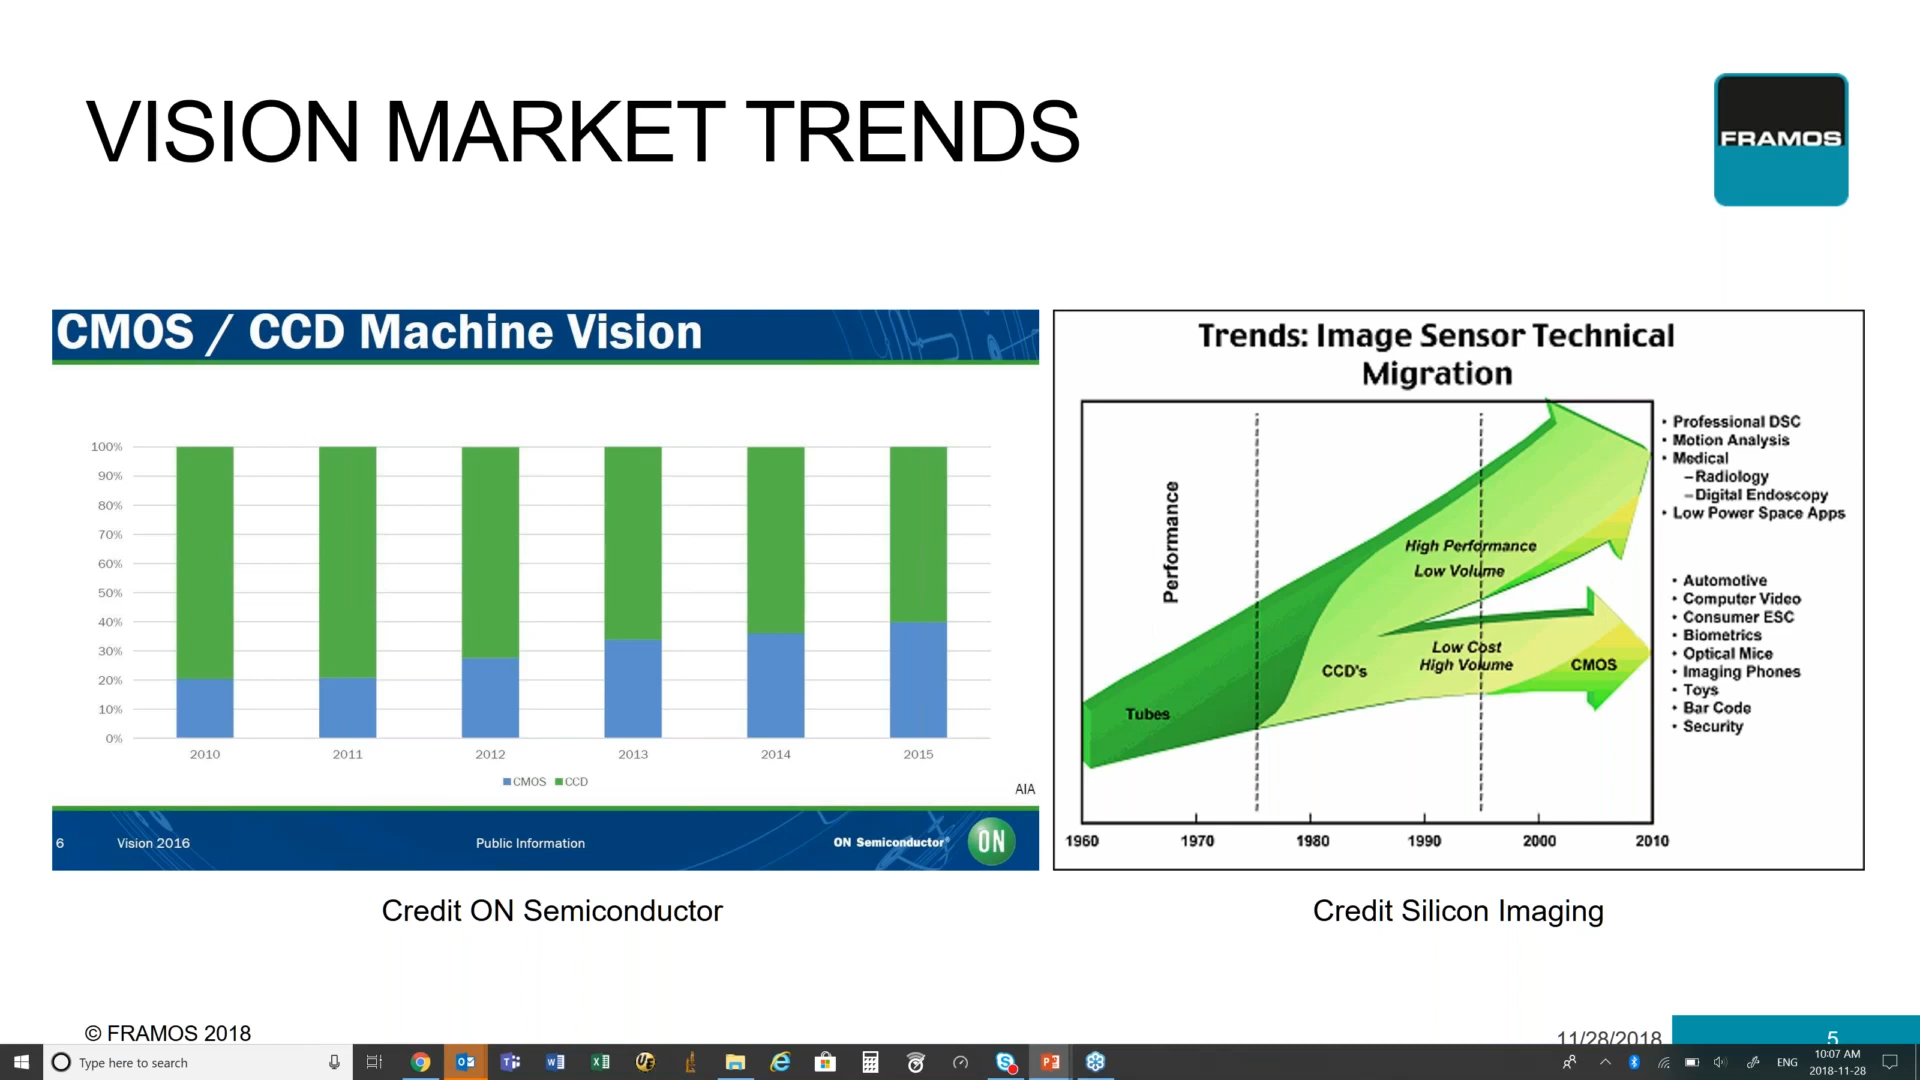 VISION MARKET TRENDS
FRAMOS
CMOS / CCD Machine Vision
100%
90%
80%
70%
60%
50%
40%
30%
20%
10%
0%
2010 2011 2012 2013 2014 2015
CMOS CCD
AIA
6 Vision 2016 Public Information ON Semiconductor® ON
Credit ON Semiconductor
Trends: Image Sensor Technical
Migration
Performance
High Performance
Low Volume
Low Cost
High Volume
CCD's
CMOS
Tubes
1960 1970 1980 1990 2000 2010
• Professional DSC
• Motion Analysis
• Medical
–Radiology
–Digital Endoscopy
• Low Power Space Apps
• Automotive
• Computer Video
• Consumer ESC
• Biometrics
• Optical Mice
• Imaging Phones
• Toys
• Bar Code
• Security
Credit Silicon Imaging
© FRAMOS 2018
11/28/2018
5
Type here to search
ENG
10:07 AM
2018-11-28